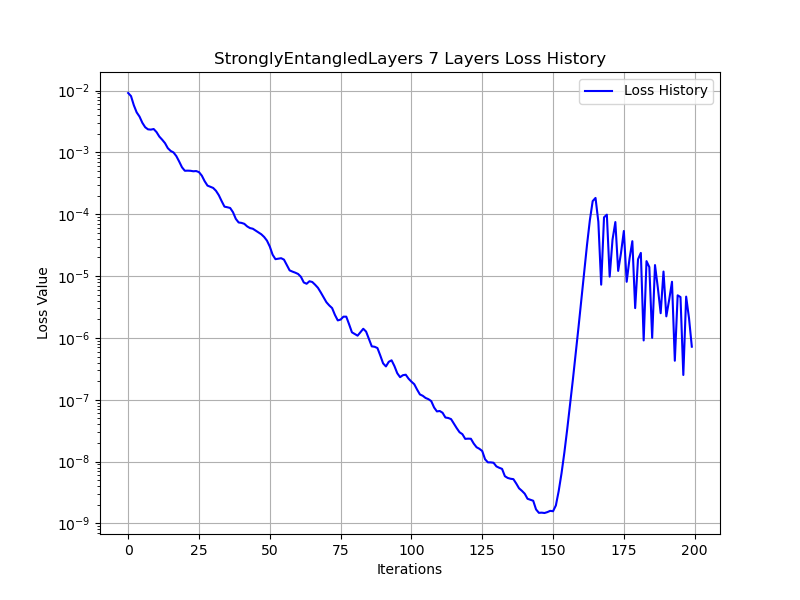 StronglyEntangledLayers 7 Layers Loss History
Loss History
Loss Value
10⁻²
10⁻³
10⁻⁴
10⁻⁵
10⁻⁶
10⁻⁷
10⁻⁸
10⁻⁹
0 25 50 75 100 125 150 175 200
Iterations